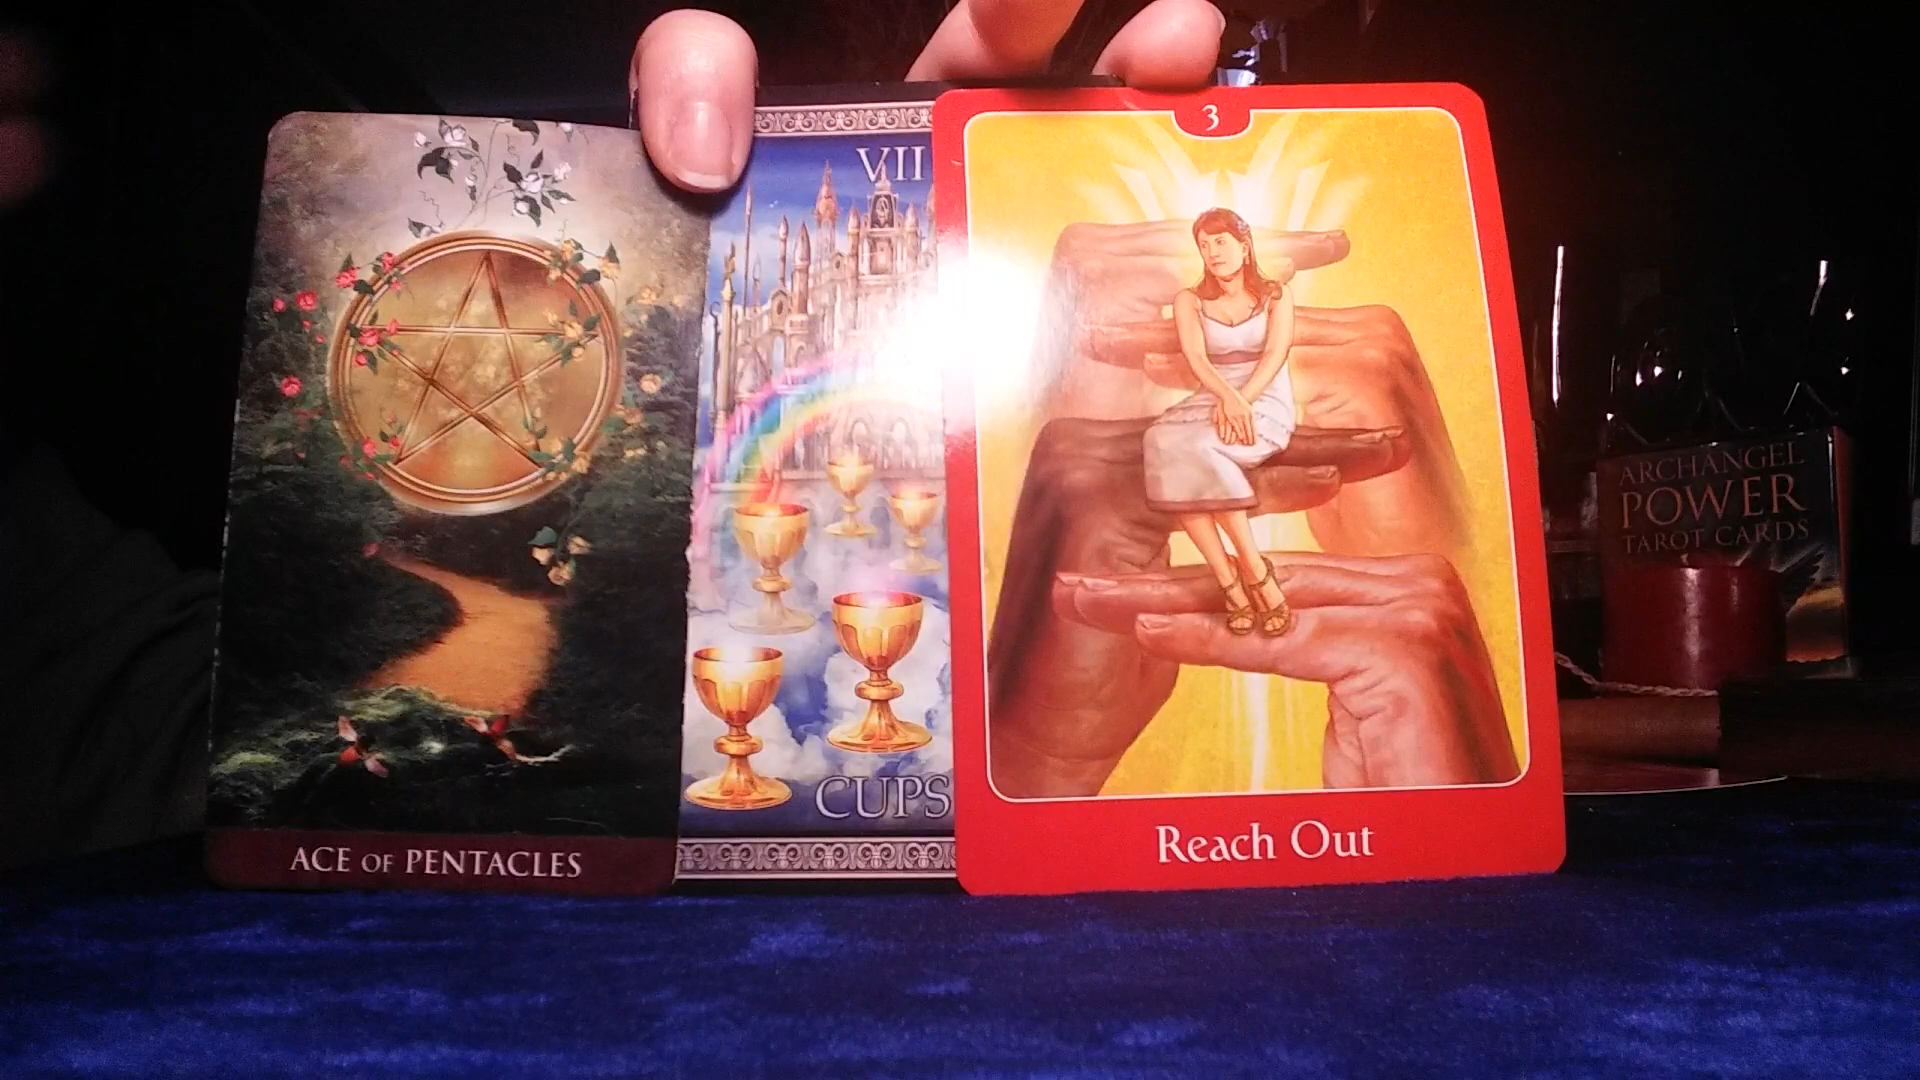 ACE OF PENTACLES
VII
CUPS
3
Reach Out
ARCHANGEL
POWER
TAROT CARDS